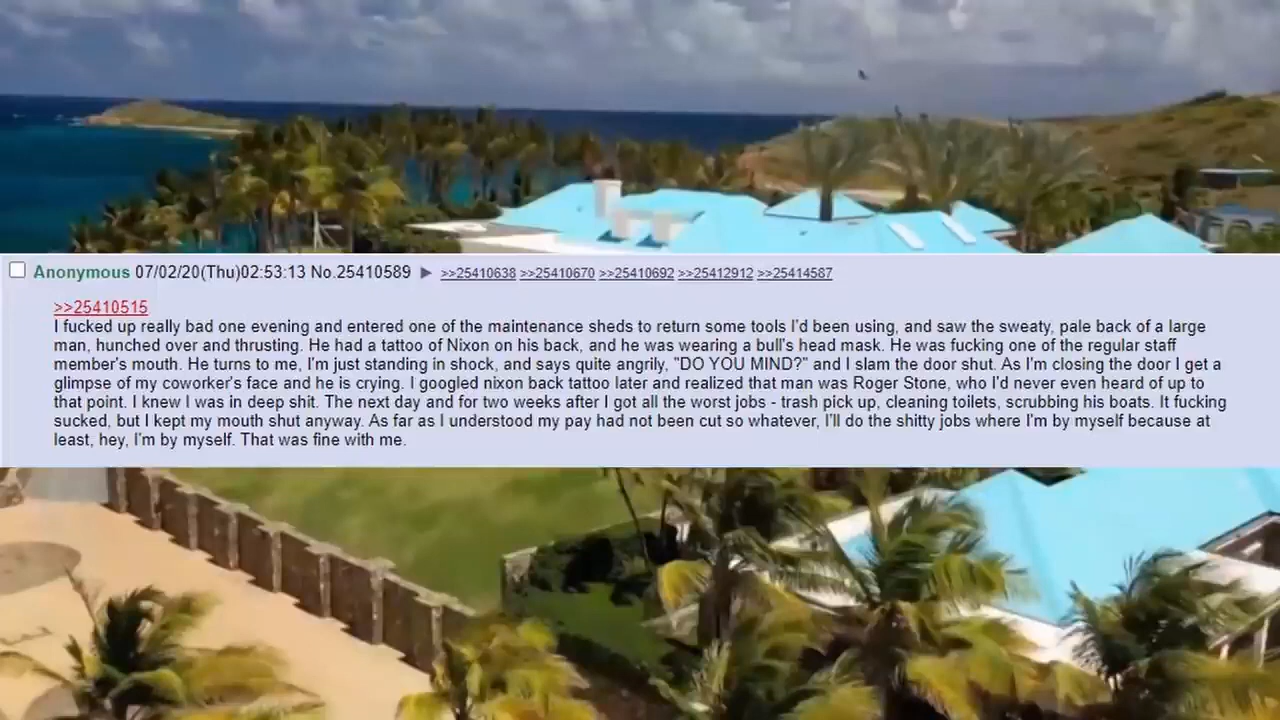 Anonymous 07/02/20(Thu)02:53:13 No.25410589 ▶ >>25410638 >>25410670 >>25410692 >>25412912 >>25414587
>>25410515
I fucked up really bad one evening and entered one of the maintenance sheds to return some tools I'd been using, and saw the sweaty, pale back of a large
man, hunched over and thrusting. He had a tattoo of Nixon on his back, and he was wearing a bull's head mask. He was fucking one of the regular staff
member's mouth. He turns to me, I'm just standing in shock, and says quite angrily, "DO YOU MIND?" and I slam the door shut. As I'm closing the door I get a
glimpse of my coworker's face and he is crying. I googled nixon back tattoo later and realized that man was Roger Stone, who I'd never even heard of up to
that point. I knew I was in deep shit. The next day and for two weeks after I got all the worst jobs - trash pick up, cleaning toilets, scrubbing his boats. It fucking
sucked, but I kept my mouth shut anyway. As far as I understood my pay had not been cut so whatever, I'll do the shitty jobs where I'm by myself because at
least, hey, I'm by myself. That was fine with me.